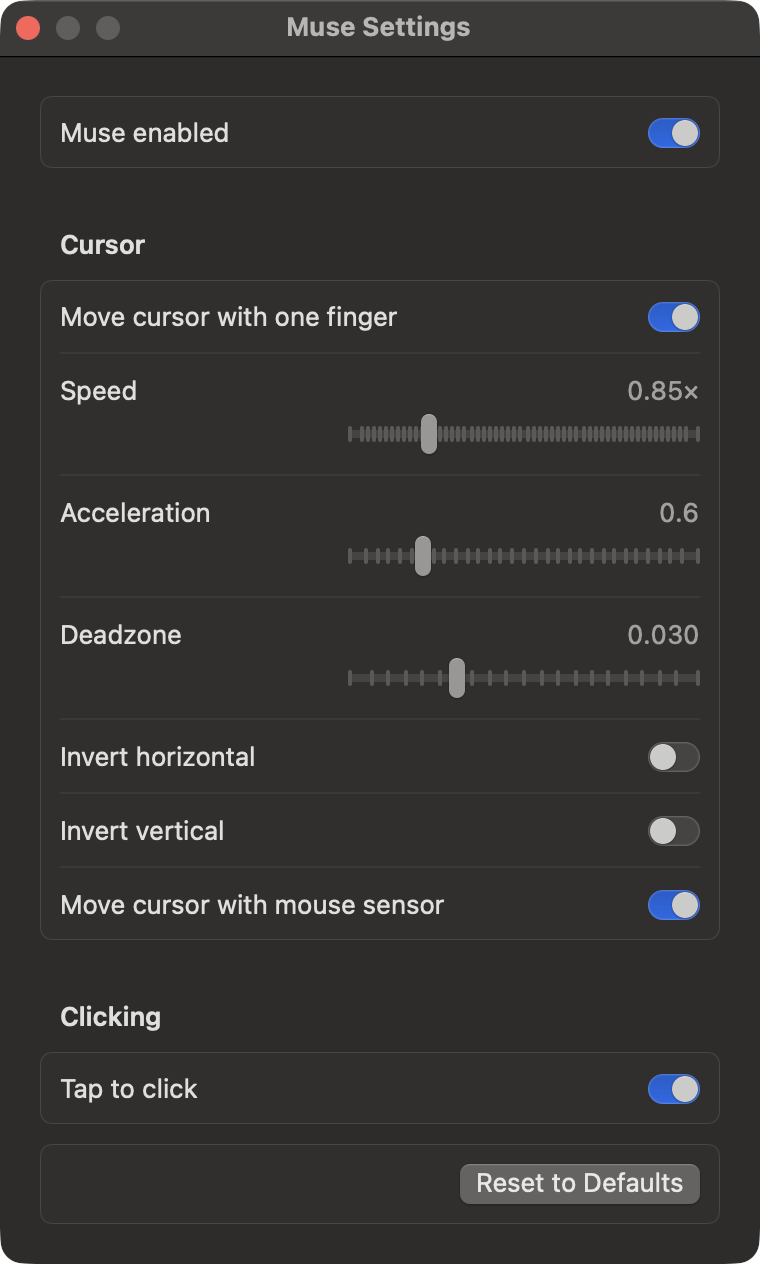 Muse Settings
Muse enabled
Cursor
Move cursor with one finger
Speed 0.85×
Acceleration 0.6
Deadzone 0.030
Invert horizontal
Invert vertical
Move cursor with mouse sensor
Clicking
Tap to click
Reset to Defaults